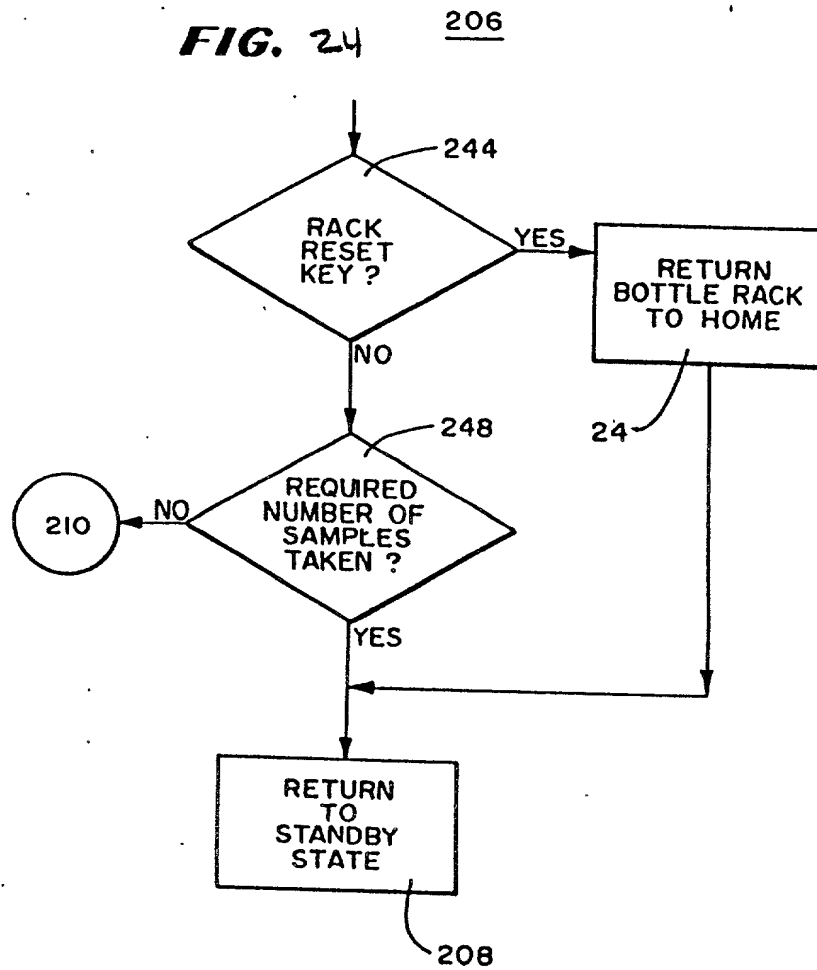 FIG. 24
206
244
RACK
RESET
KEY ?
YES
RETURN
BOTTLE RACK
TO HOME
NO
24
248
REQUIRED
NUMBER OF
SAMPLES
TAKEN ?
NO
210
YES
RETURN
TO
STANDBY
STATE
208